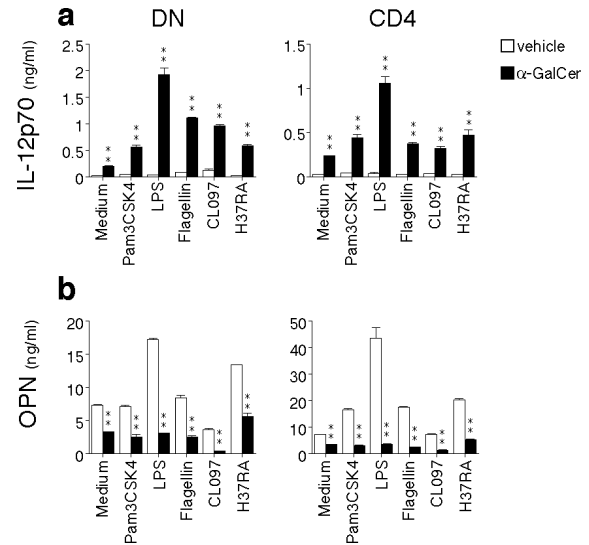 a
DN
CD4
vehicle
α-GalCer
IL-12p70 (ng/ml)
2.5
2
1.5
1
0.5
0
**
**
**
**
**
**
Medium
Pam3CSK4
LPS
Flagellin
CL097
H37RA
1.5
1
0.5
0
**
**
**
**
**
**
Medium
Pam3CSK4
LPS
Flagellin
CL097
H37RA
b
OPN (ng/ml)
20
15
10
5
0
**
**
**
**
**
**
Medium
Pam3CSK4
LPS
Flagellin
CL097
H37RA
50
40
30
20
10
0
**
**
**
**
**
**
Medium
Pam3CSK4
LPS
Flagellin
CL097
H37RA